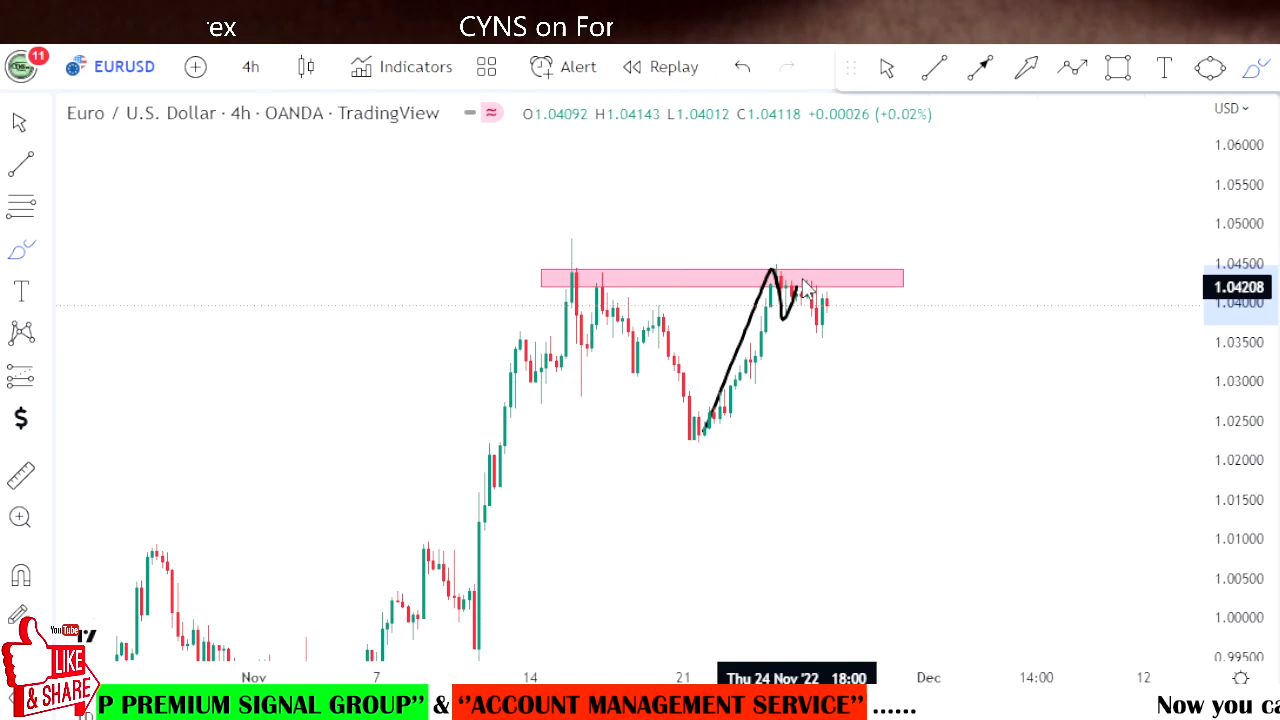 rex CYNS on For
11 EURUSD 4h Indicators Alert Replay
Euro / U.S. Dollar · 4h · OANDA · TradingView O1.04092 H1.04143 L1.04012 C1.04118 +0.00026 (+0.02%) USD
1.06000
1.05500
1.05000
1.04500
1.04208
1.04000
1.03500
1.03000
1.02500
1.02000
1.01500
1.01000
1.00500
1.00000
0.99500
Nov 7 14 21 Thu 24 Nov '22 18:00 Dec 14:00 12
YouTube
LIKE
& SHARE
P PREMIUM SIGNAL GROUP" & "ACCOUNT MANAGEMENT SERVICE" ...... Now you ca